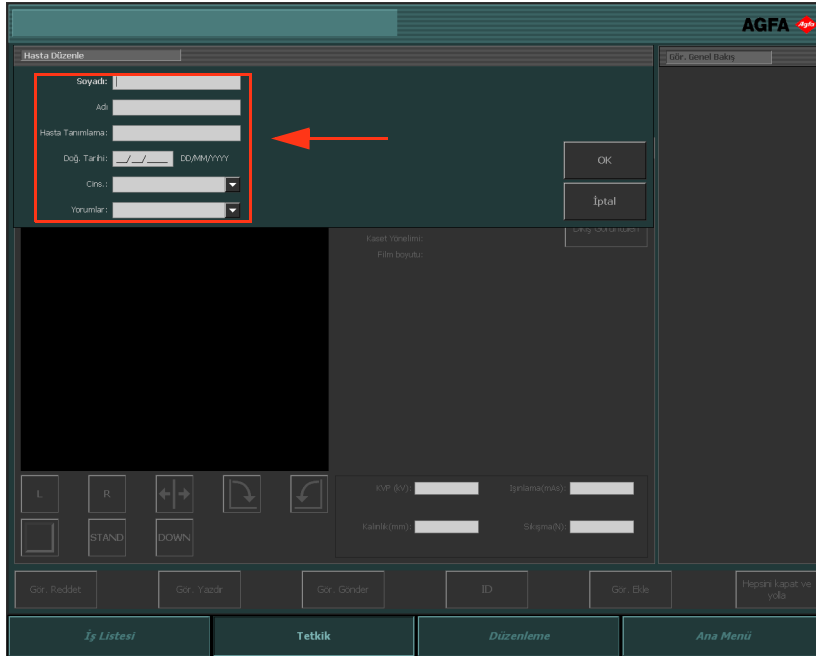 AGFA Agfa
Hasta Düzenle
Gör. Genel Bakış
Soyadı:
Adı
Hasta Tanımlama:
Doğ. Tarihi: __/__/____ DD/MM/YYYY
Cins.:
Yorumlar:
OK
İptal
Kaset Yönelimi:
Film boyutu:
L
R
STAND
DOWN
KVP (kV):
Işınlama(mAs):
Kalınlık(mm):
Sıkışma(N):
Gör. Reddet
Gör. Yazdır
Gör. Gönder
ID
Gör. Ekle
Hepsini kapat ve
yolla
İş Listesi
Tetkik
Düzenleme
Ana Menü